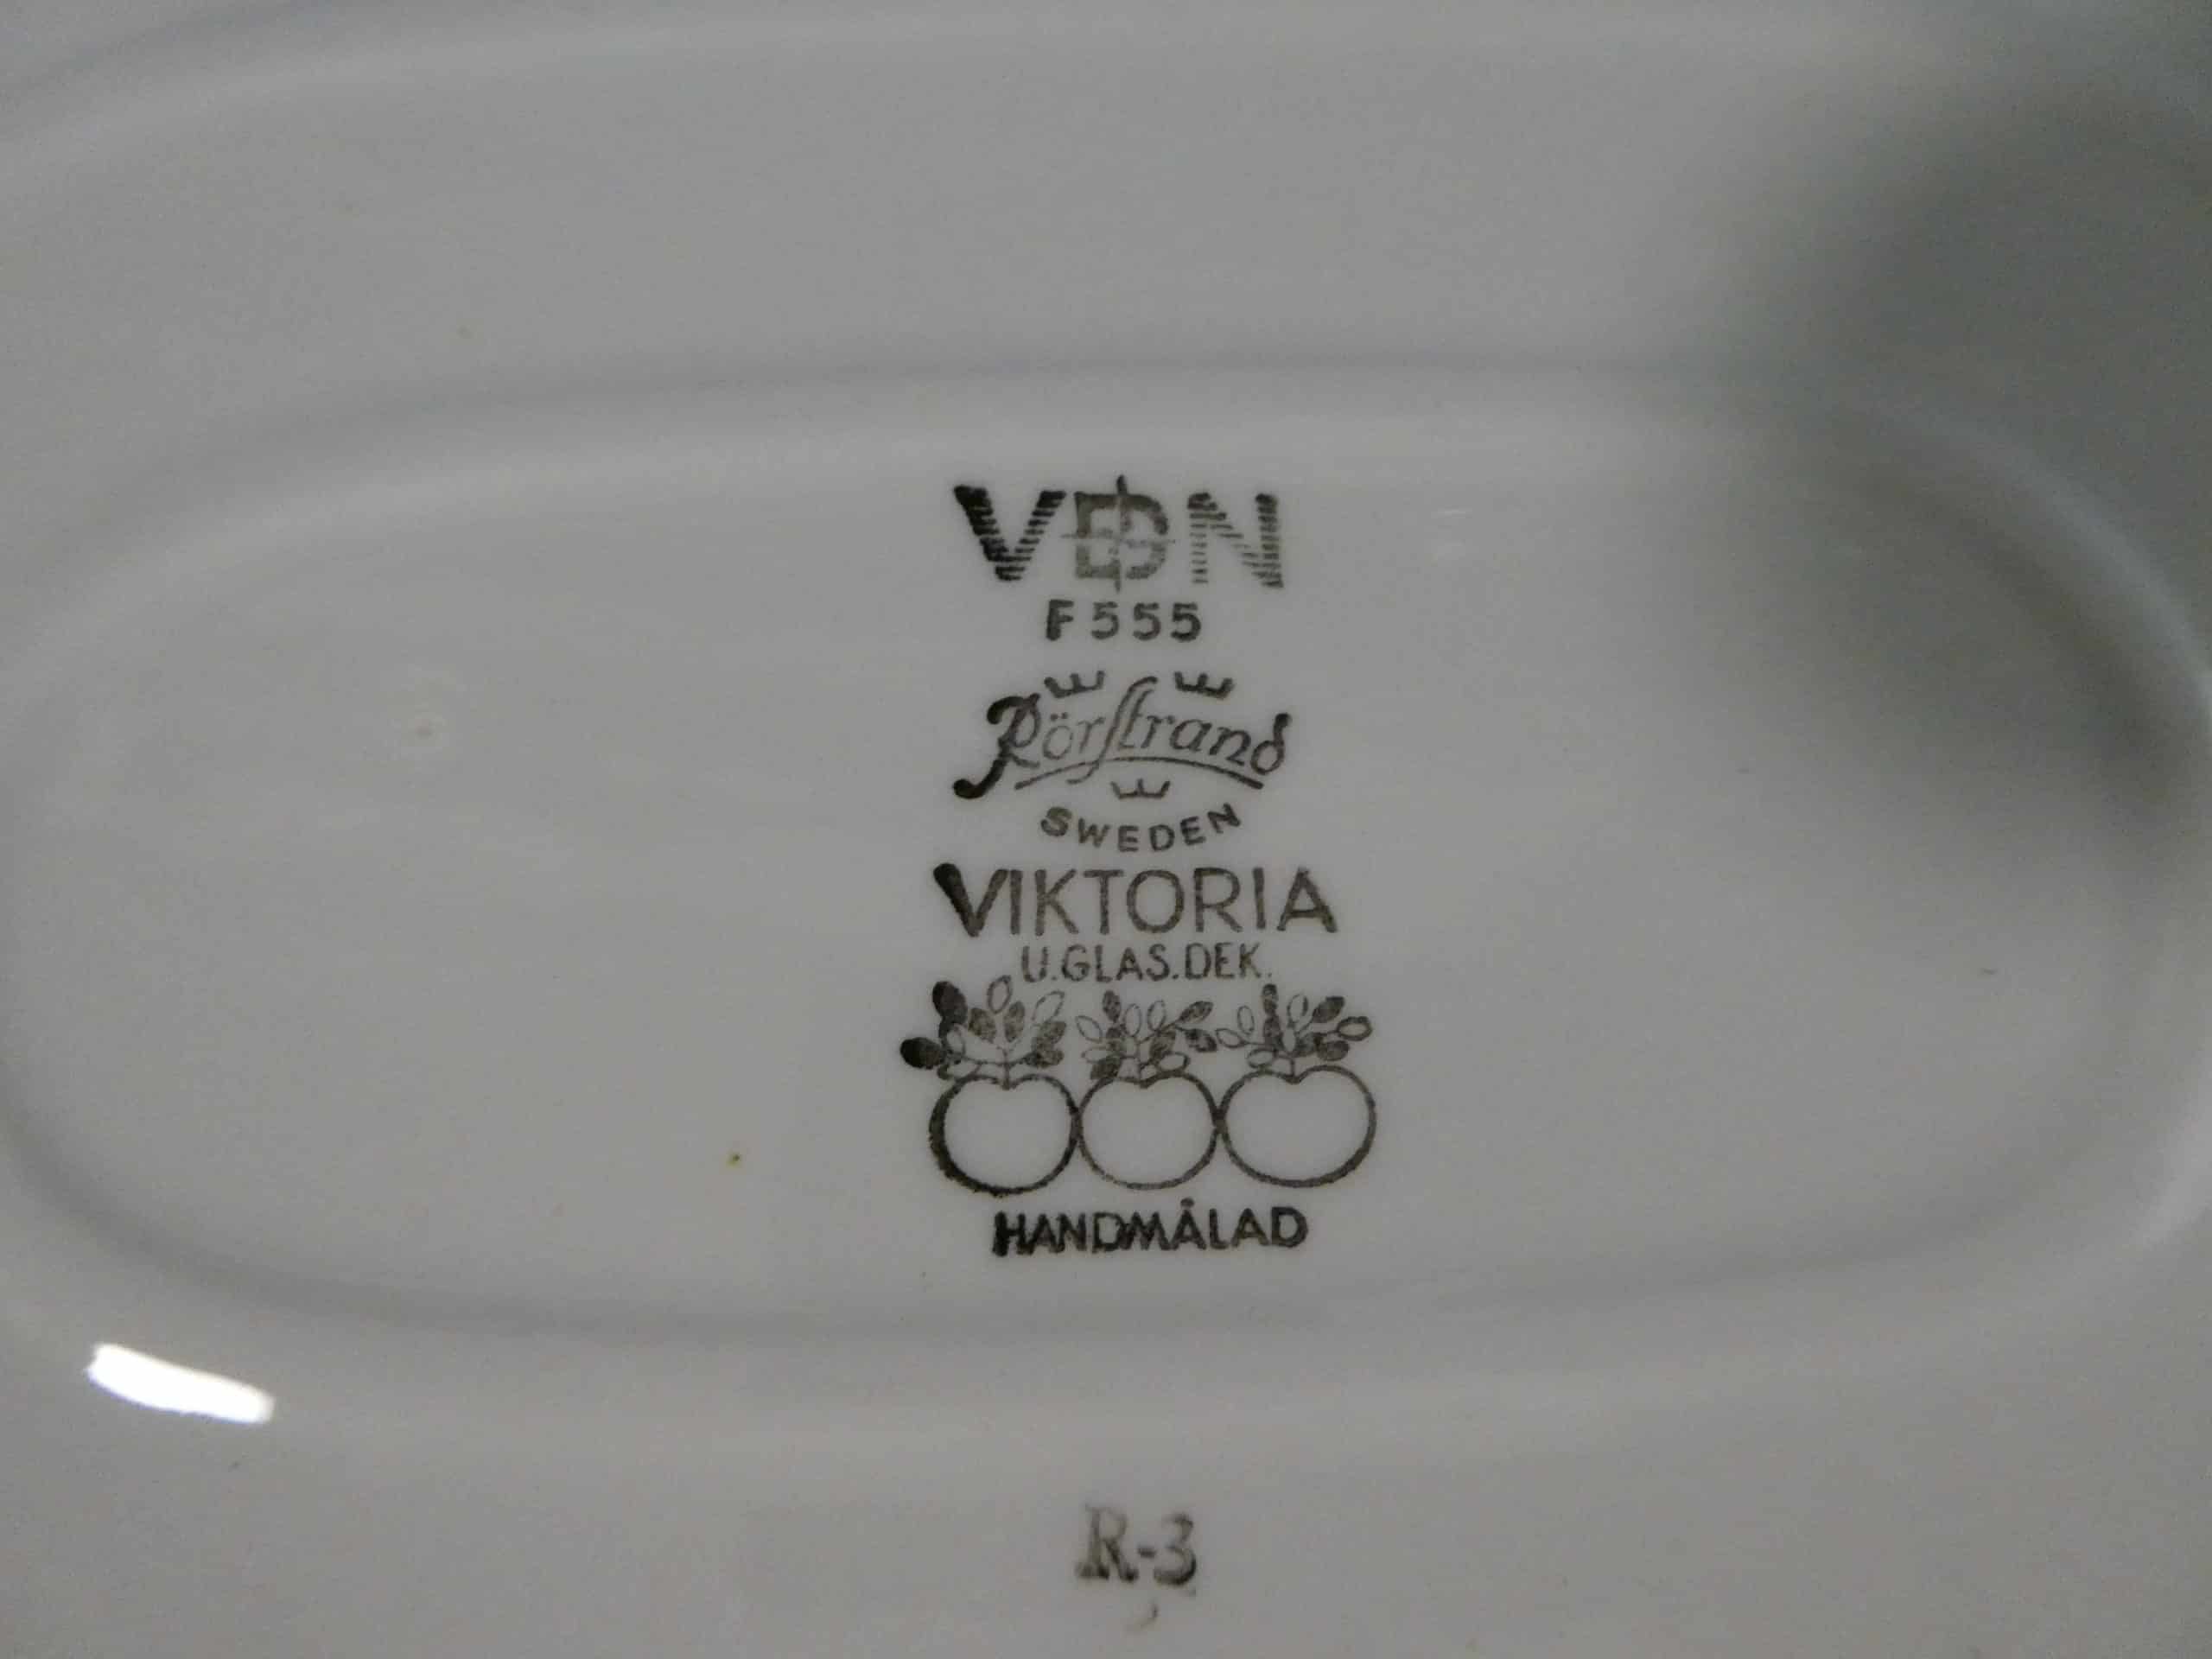 VDN
F555
Rörstrand
SWEDEN
VIKTORIA
U.GLAS.DEK.
HANDMÅLAD
R-3